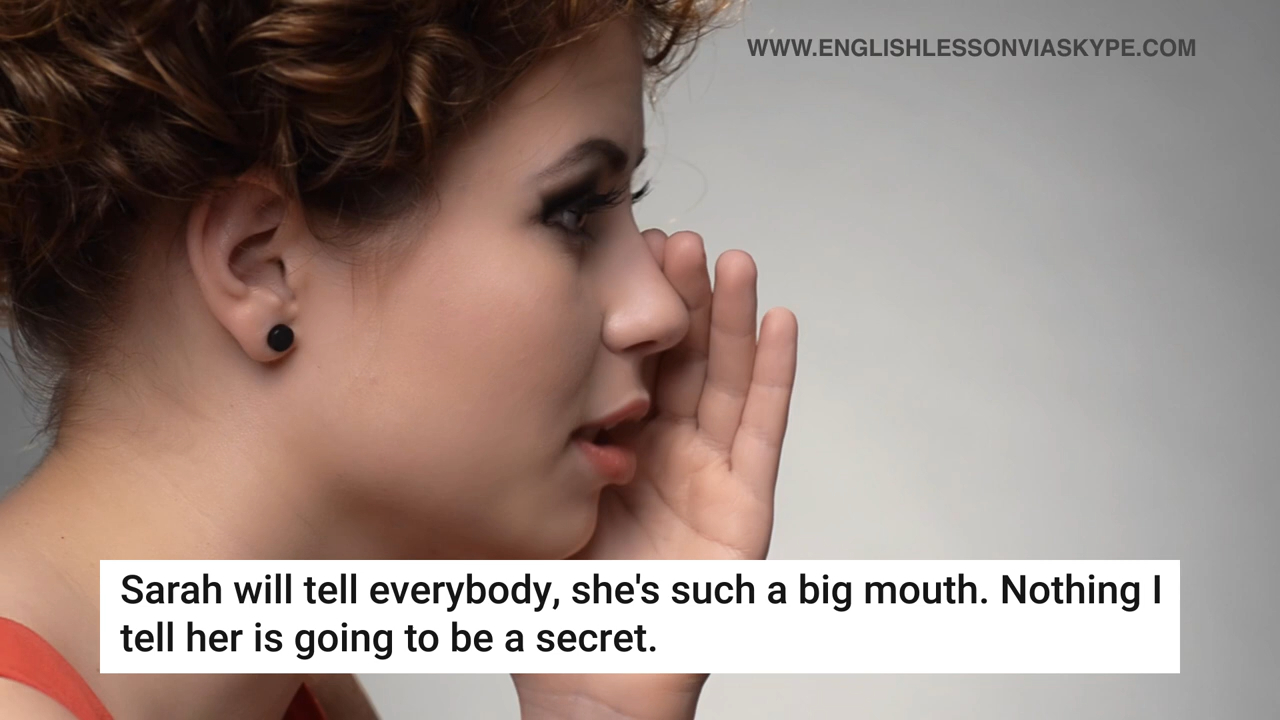 WWW.ENGLISHLESSONVIASKYPE.COM
Sarah will tell everybody, she's such a big mouth. Nothing I
tell her is going to be a secret.